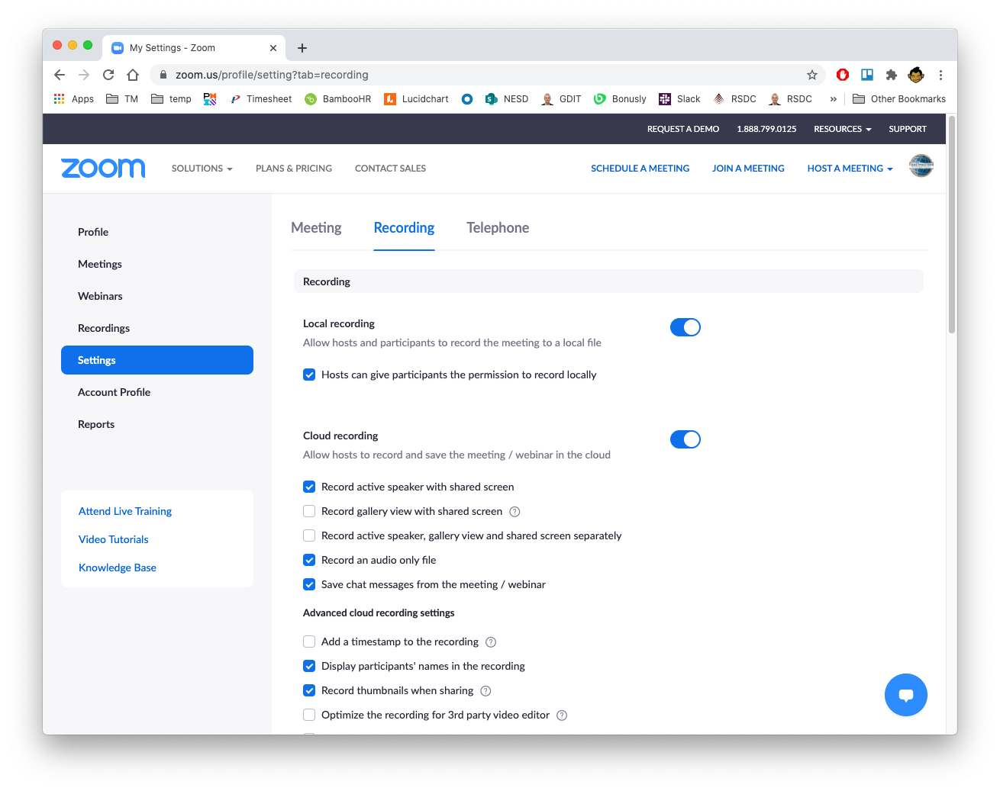 My Settings - Zoom
zoom.us/profile/setting?tab=recording
Apps TM temp Timesheet BambooHR Lucidchart NESD GDIT Bonusly Slack RSDC RSDC » Other Bookmarks
REQUEST A DEMO 1.888.799.0125 RESOURCES SUPPORT
zoom SOLUTIONS PLANS & PRICING CONTACT SALES SCHEDULE A MEETING JOIN A MEETING HOST A MEETING
Profile
Meetings
Webinars
Recordings
Settings
Account Profile
Reports
Attend Live Training
Video Tutorials
Knowledge Base
Meeting Recording Telephone
Recording
Local recording
Allow hosts and participants to record the meeting to a local file
Hosts can give participants the permission to record locally
Cloud recording
Allow hosts to record and save the meeting / webinar in the cloud
Record active speaker with shared screen
Record gallery view with shared screen ?
Record active speaker, gallery view and shared screen separately
Record an audio only file
Save chat messages from the meeting / webinar
Advanced cloud recording settings
Add a timestamp to the recording ?
Display participants' names in the recording
Record thumbnails when sharing ?
Optimize the recording for 3rd party video editor ?